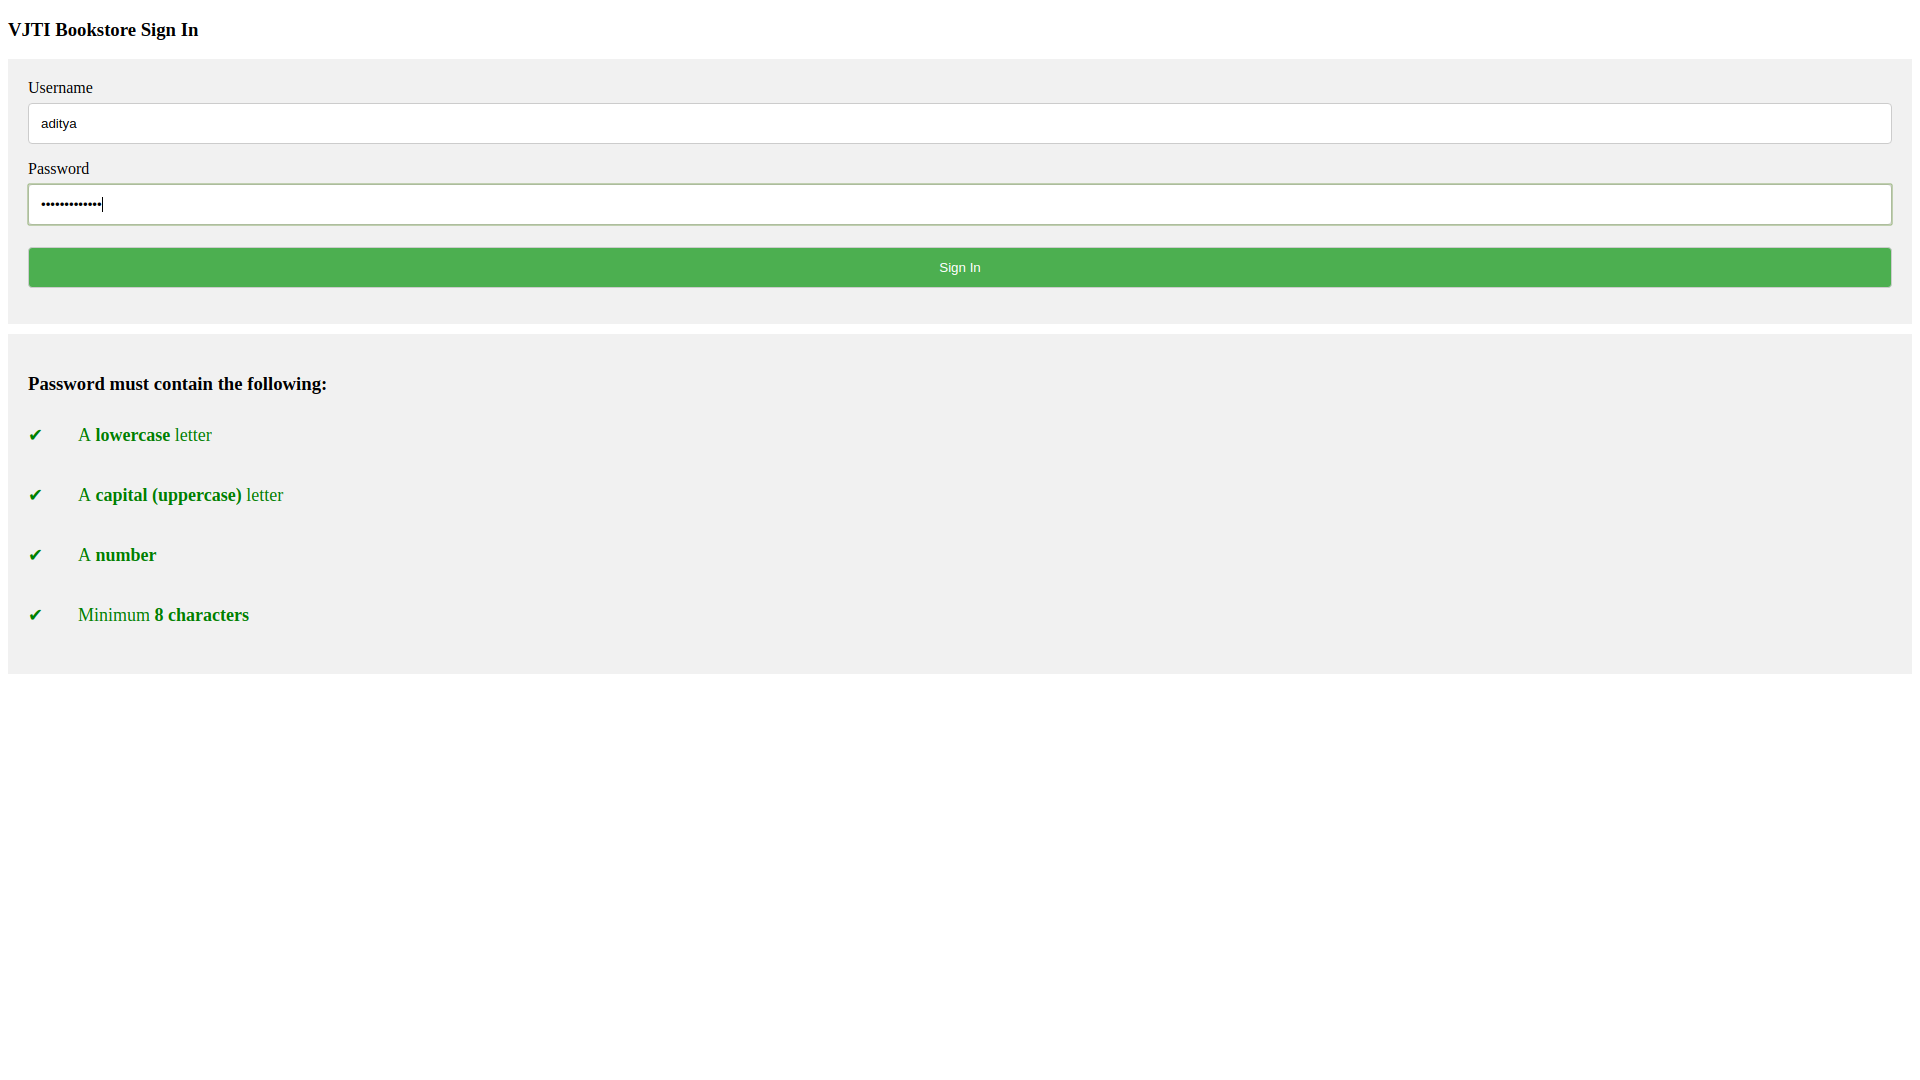 VJTI Bookstore Sign In
Username
aditya
Password
•••••••••••••
Sign In
Password must contain the following:
✔ A lowercase letter
✔ A capital (uppercase) letter
✔ A number
✔ Minimum 8 characters